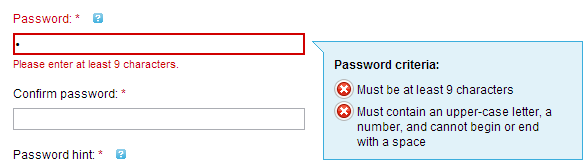 Password: * ?
•
Please enter at least 9 characters.
Confirm password: *
Password hint: * ?
Password criteria:
Must be at least 9 characters
Must contain an upper-case letter, a
number, and cannot begin or end
with a space